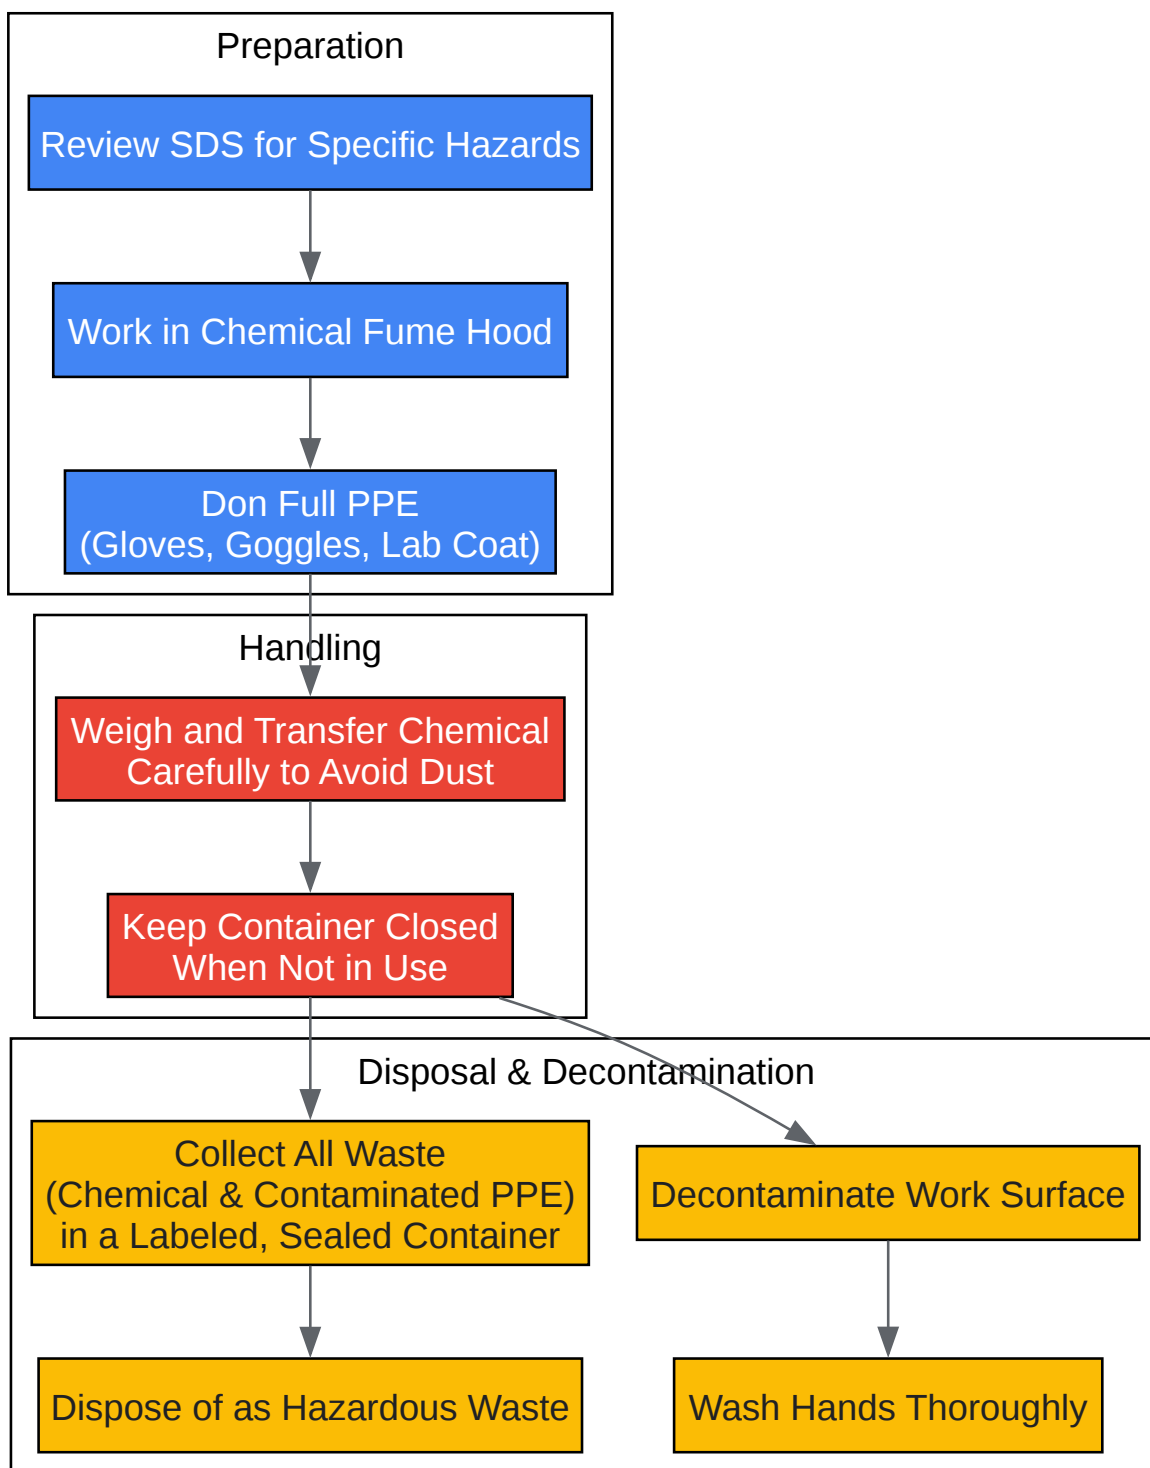 Preparation
Review SDS for Specific Hazards
Work in Chemical Fume Hood
Don Full PPE
(Gloves, Goggles, Lab Coat)
Handling
Weigh and Transfer Chemical
Carefully to Avoid Dust
Keep Container Closed
When Not in Use
Disposal & Decontamination
Collect All Waste
(Chemical & Contaminated PPE)
in a Labeled, Sealed Container
Decontaminate Work Surface
Dispose of as Hazardous Waste
Wash Hands Thoroughly